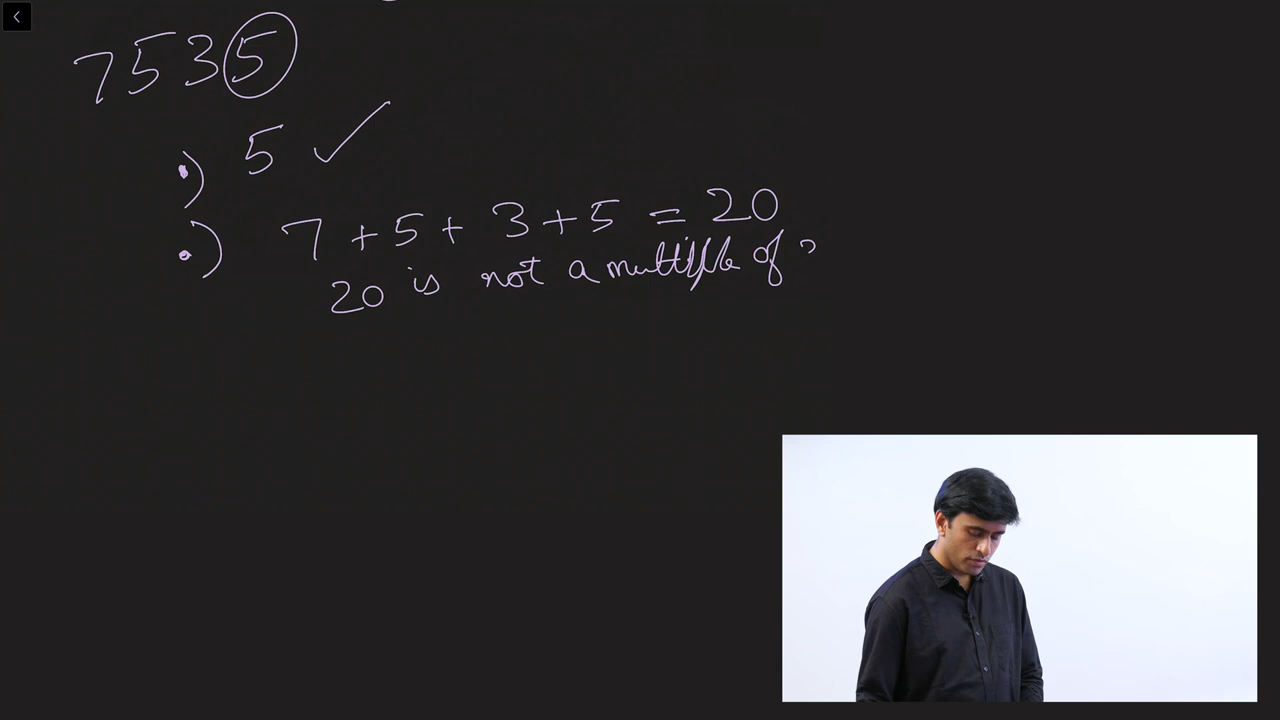 7535
•) 5 ✓
•) 7 + 5 + 3 + 5 = 20
20 is not a multiple of